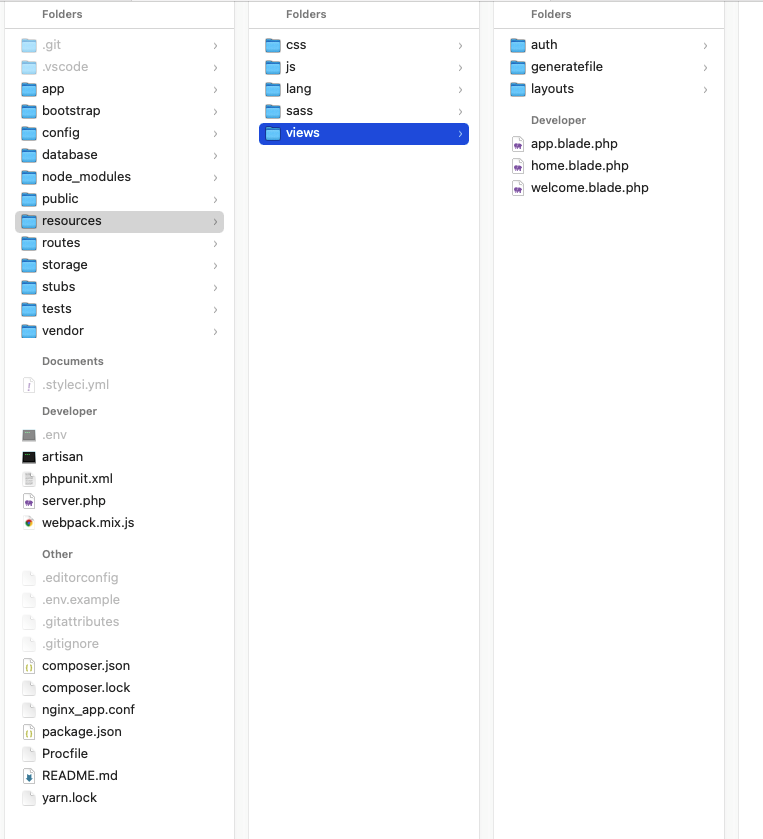 Folders
.git
.vscode
app
bootstrap
config
database
node_modules
public
resources
routes
storage
stubs
tests
vendor
Documents
.styleci.yml
Developer
.env
artisan
phpunit.xml
server.php
webpack.mix.js
Other
.editorconfig
.env.example
.gitattributes
.gitignore
composer.json
composer.lock
nginx_app.conf
package.json
Procfile
README.md
yarn.lock
Folders
css
js
lang
sass
views
Folders
auth
generatefile
layouts
Developer
app.blade.php
home.blade.php
welcome.blade.php